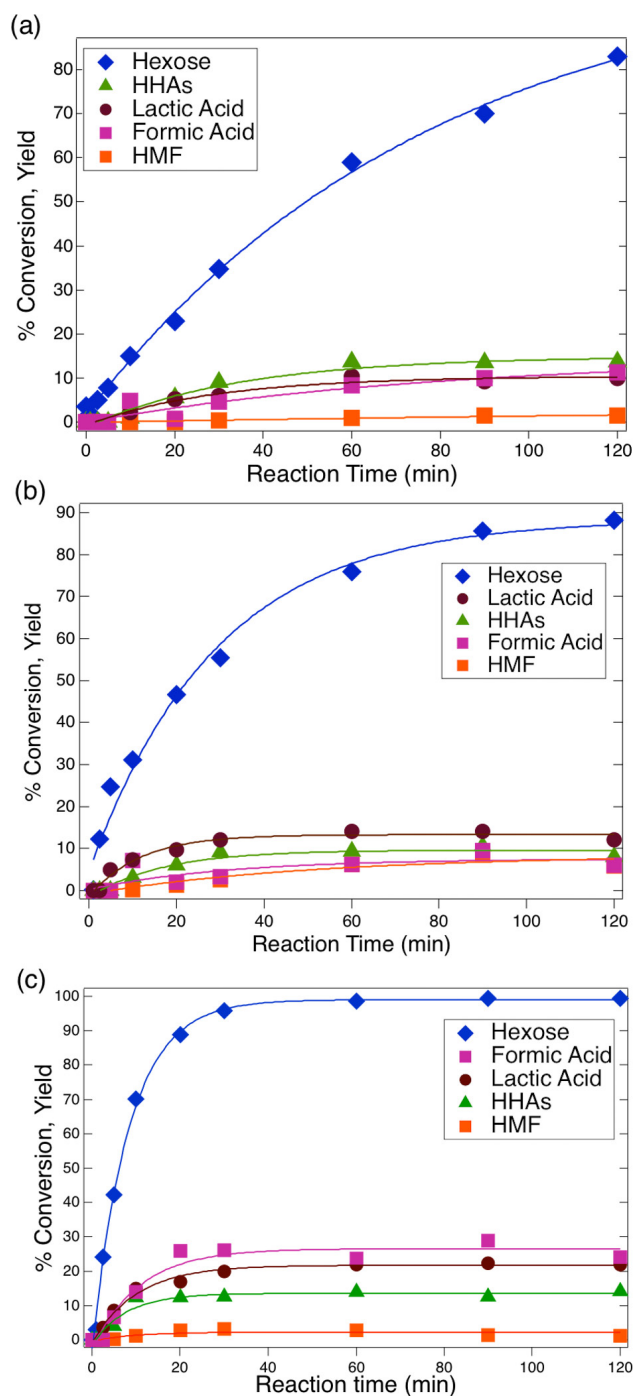 (a)
Hexose
HHAs
Lactic Acid
Formic Acid
HMF
80
70
60
50
40
30
20
10
0
% Conversion, Yield
0 20 40 60 80 100 120
Reaction Time (min)
(b)
90
80
70
60
50
40
30
20
10
0
% Conversion, Yield
Hexose
Lactic Acid
HHAs
Formic Acid
HMF
0 20 40 60 80 100 120
Reaction Time (min)
(c)
100
90
80
70
60
50
40
30
20
10
0
% Conversion, Yield
Hexose
Formic Acid
Lactic Acid
HHAs
HMF
0 20 40 60 80 100 120
Reaction time (min)